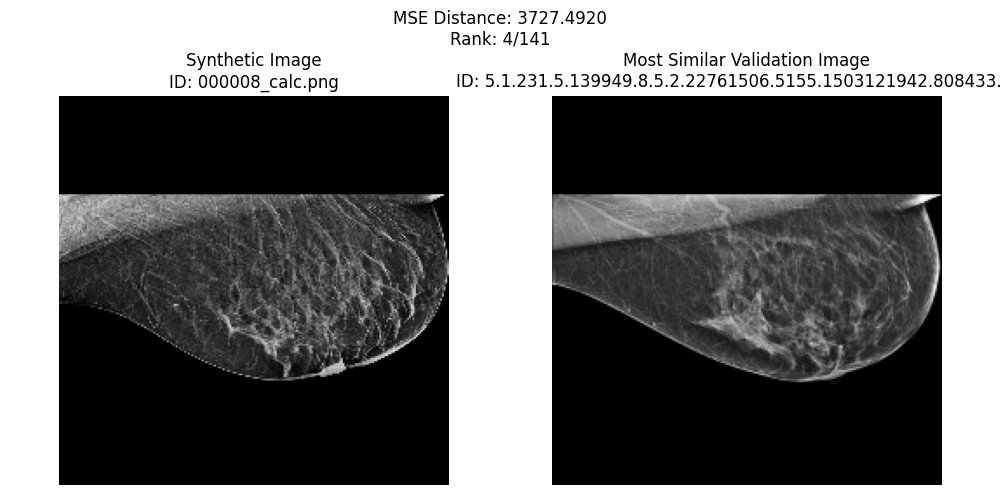 MSE Distance: 3727.4920
Rank: 4/141
Synthetic Image
ID: 000008_calc.png
Most Similar Validation Image
ID: 5.1.231.5.139949.8.5.2.22761506.5155.1503121942.808433.